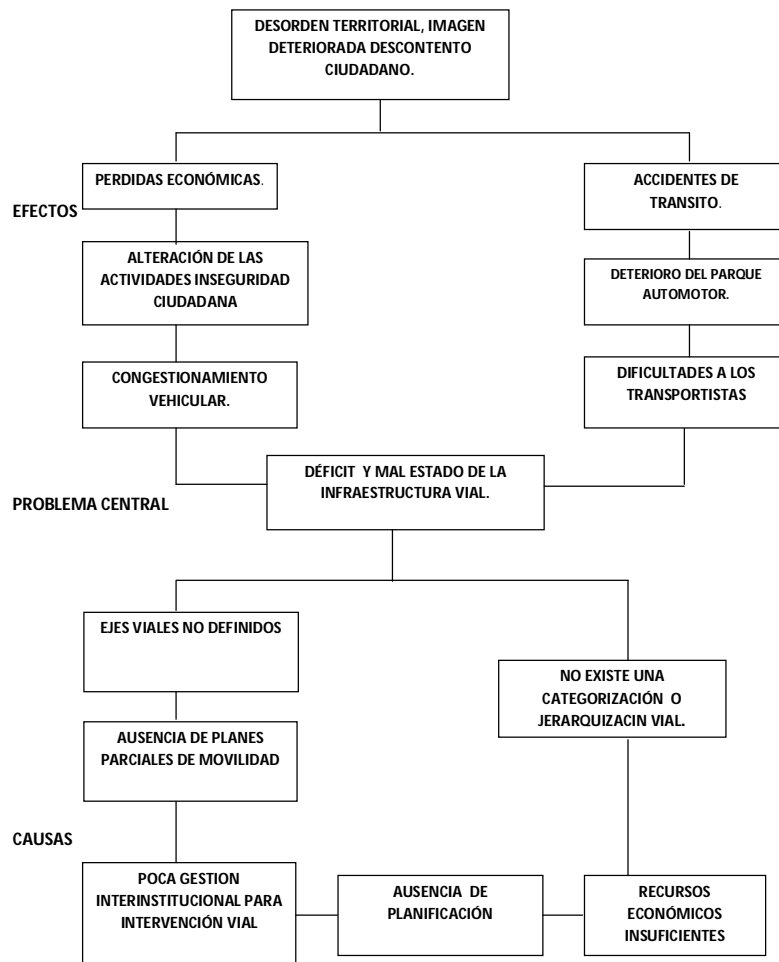 DESORDEN TERRITORIAL, IMAGEN
DETERIORADA DESCONTENTO
CIUDADANO.
PERDIDAS ECONÓMICAS.
ACCIDENTES DE
TRANSITO.
EFECTOS
ALTERACIÓN DE LAS
ACTIVIDADES INSEGURIDAD
CIUDADANA
DETERIORO DEL PARQUE
AUTOMOTOR.
CONGESTIONAMIENTO
VEHICULAR.
DIFICULTADES A LOS
TRANSPORTISTAS
DÉFICIT Y MAL ESTADO DE LA
INFRAESTRUCTURA VIAL.
PROBLEMA CENTRAL
EJES VIALES NO DEFINIDOS
NO EXISTE UNA
CATEGORIZACIÓN O
JERARQUIZACIN VIAL.
AUSENCIA DE PLANES
PARCIALES DE MOVILIDAD
CAUSAS
POCA GESTION
INTERINSTITUCIONAL PARA
INTERVENCIÓN VIAL
AUSENCIA DE
PLANIFICACIÓN
RECURSOS
ECONÓMICOS
INSUFICIENTES